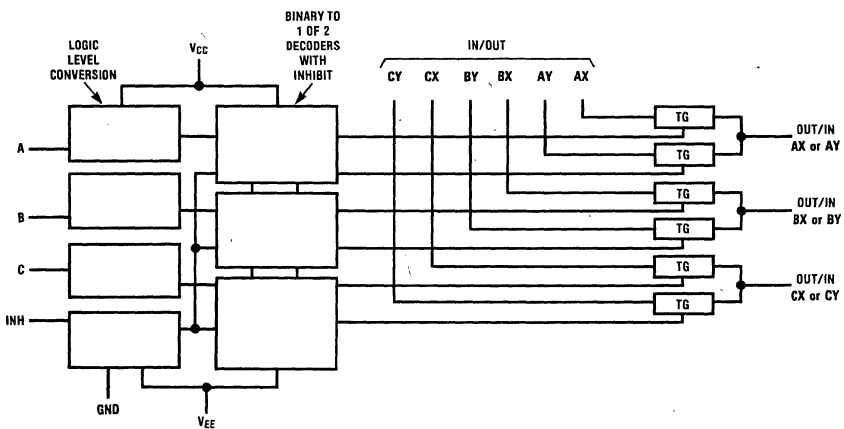 LOGIC
LEVEL
CONVERSION
VCC
BINARY TO
1 OF 2
DECODERS
WITH
INHIBIT
IN/OUT
CY CX BY BX AY AX
A
B
C
INH
GND
VEE
TG
TG
TG
TG
TG
TG
OUT/IN
AX or AY
OUT/IN
BX or BY
OUT/IN
CX or CY